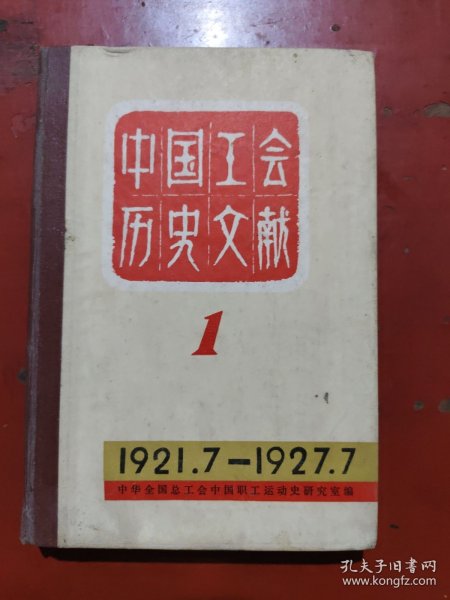 中国工会
历史文献
1
1921.7—1927.7
中华全国总工会中国职工运动史研究室编
孔夫子旧书网
www.kongfz.com